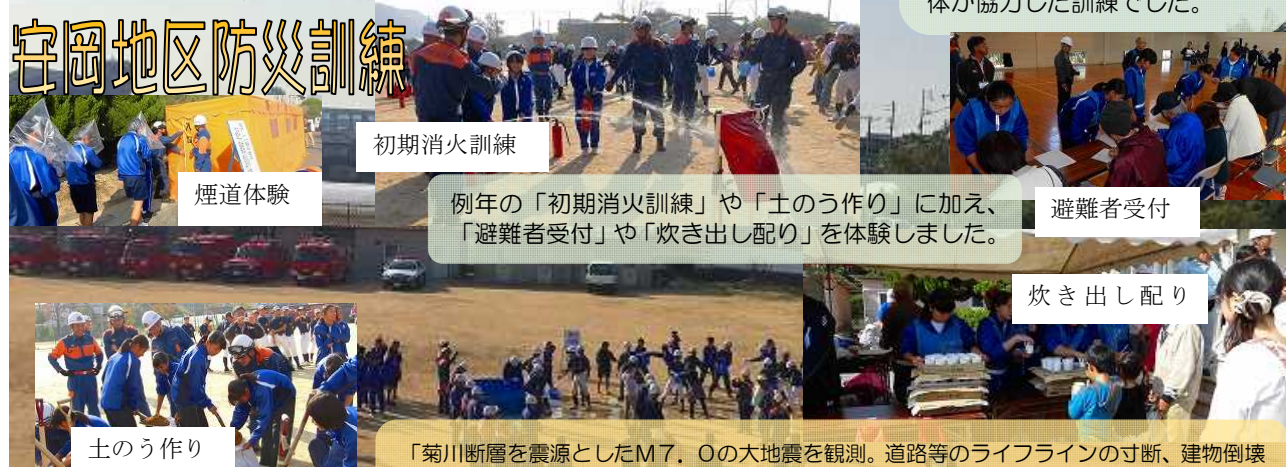 体が協力した訓練でした。
安岡地区防災訓練
初期消火訓練
煙道体験
例年の「初期消火訓練」や「土のう作り」に加え、
「避難者受付」や「炊き出し配り」を体験しました。
避難者受付
炊き出し配り
土のう作り
「菊川断層を震源としたM7．0の大地震を観測。道路等のライフラインの寸断、建物倒壊